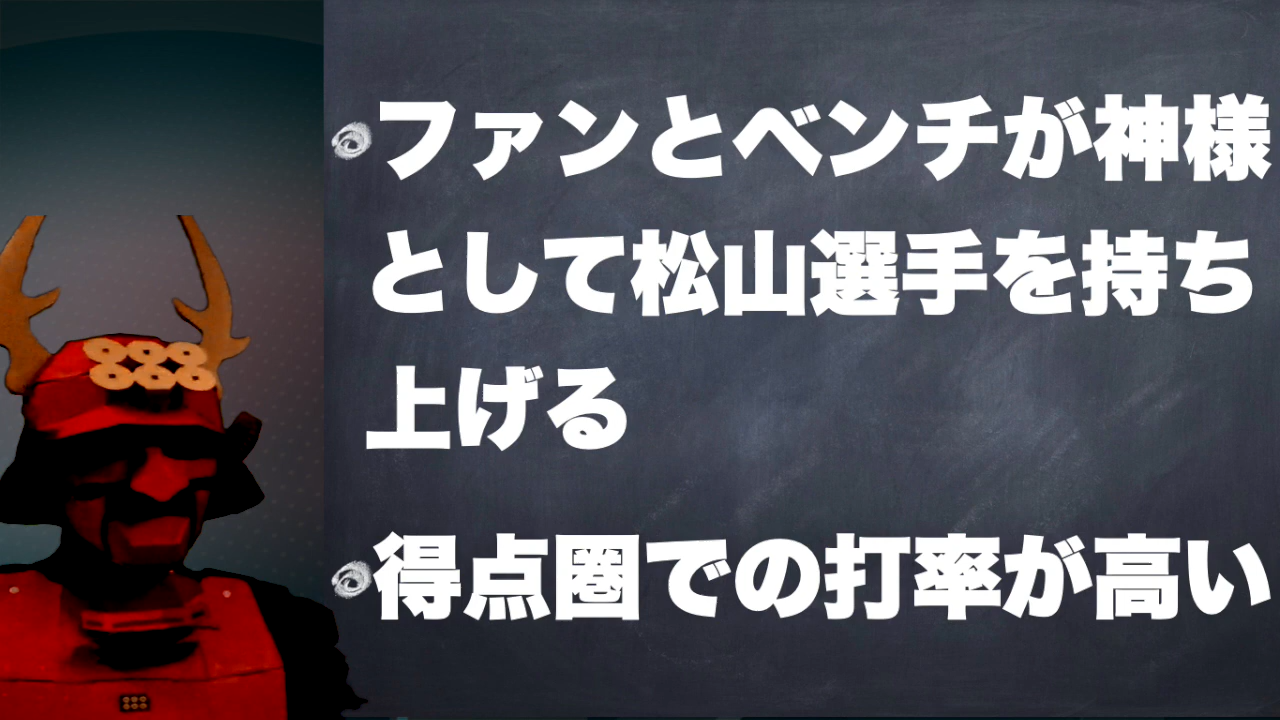 ファンとベンチが神様
として松山選手を持ち
上げる
得点圏での打率が高い